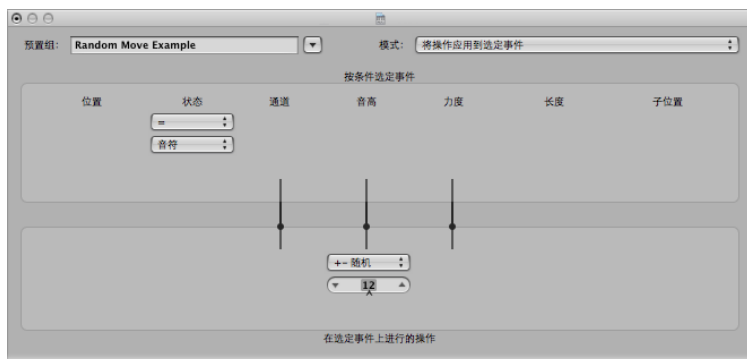 预置组: Random Move Example 模式: 将操作应用到选定事件
按条件选定事件
位置 状态 通道 音高 力度 长度 子位置
=
音符
+- 随机
12
在选定事件上进行的操作